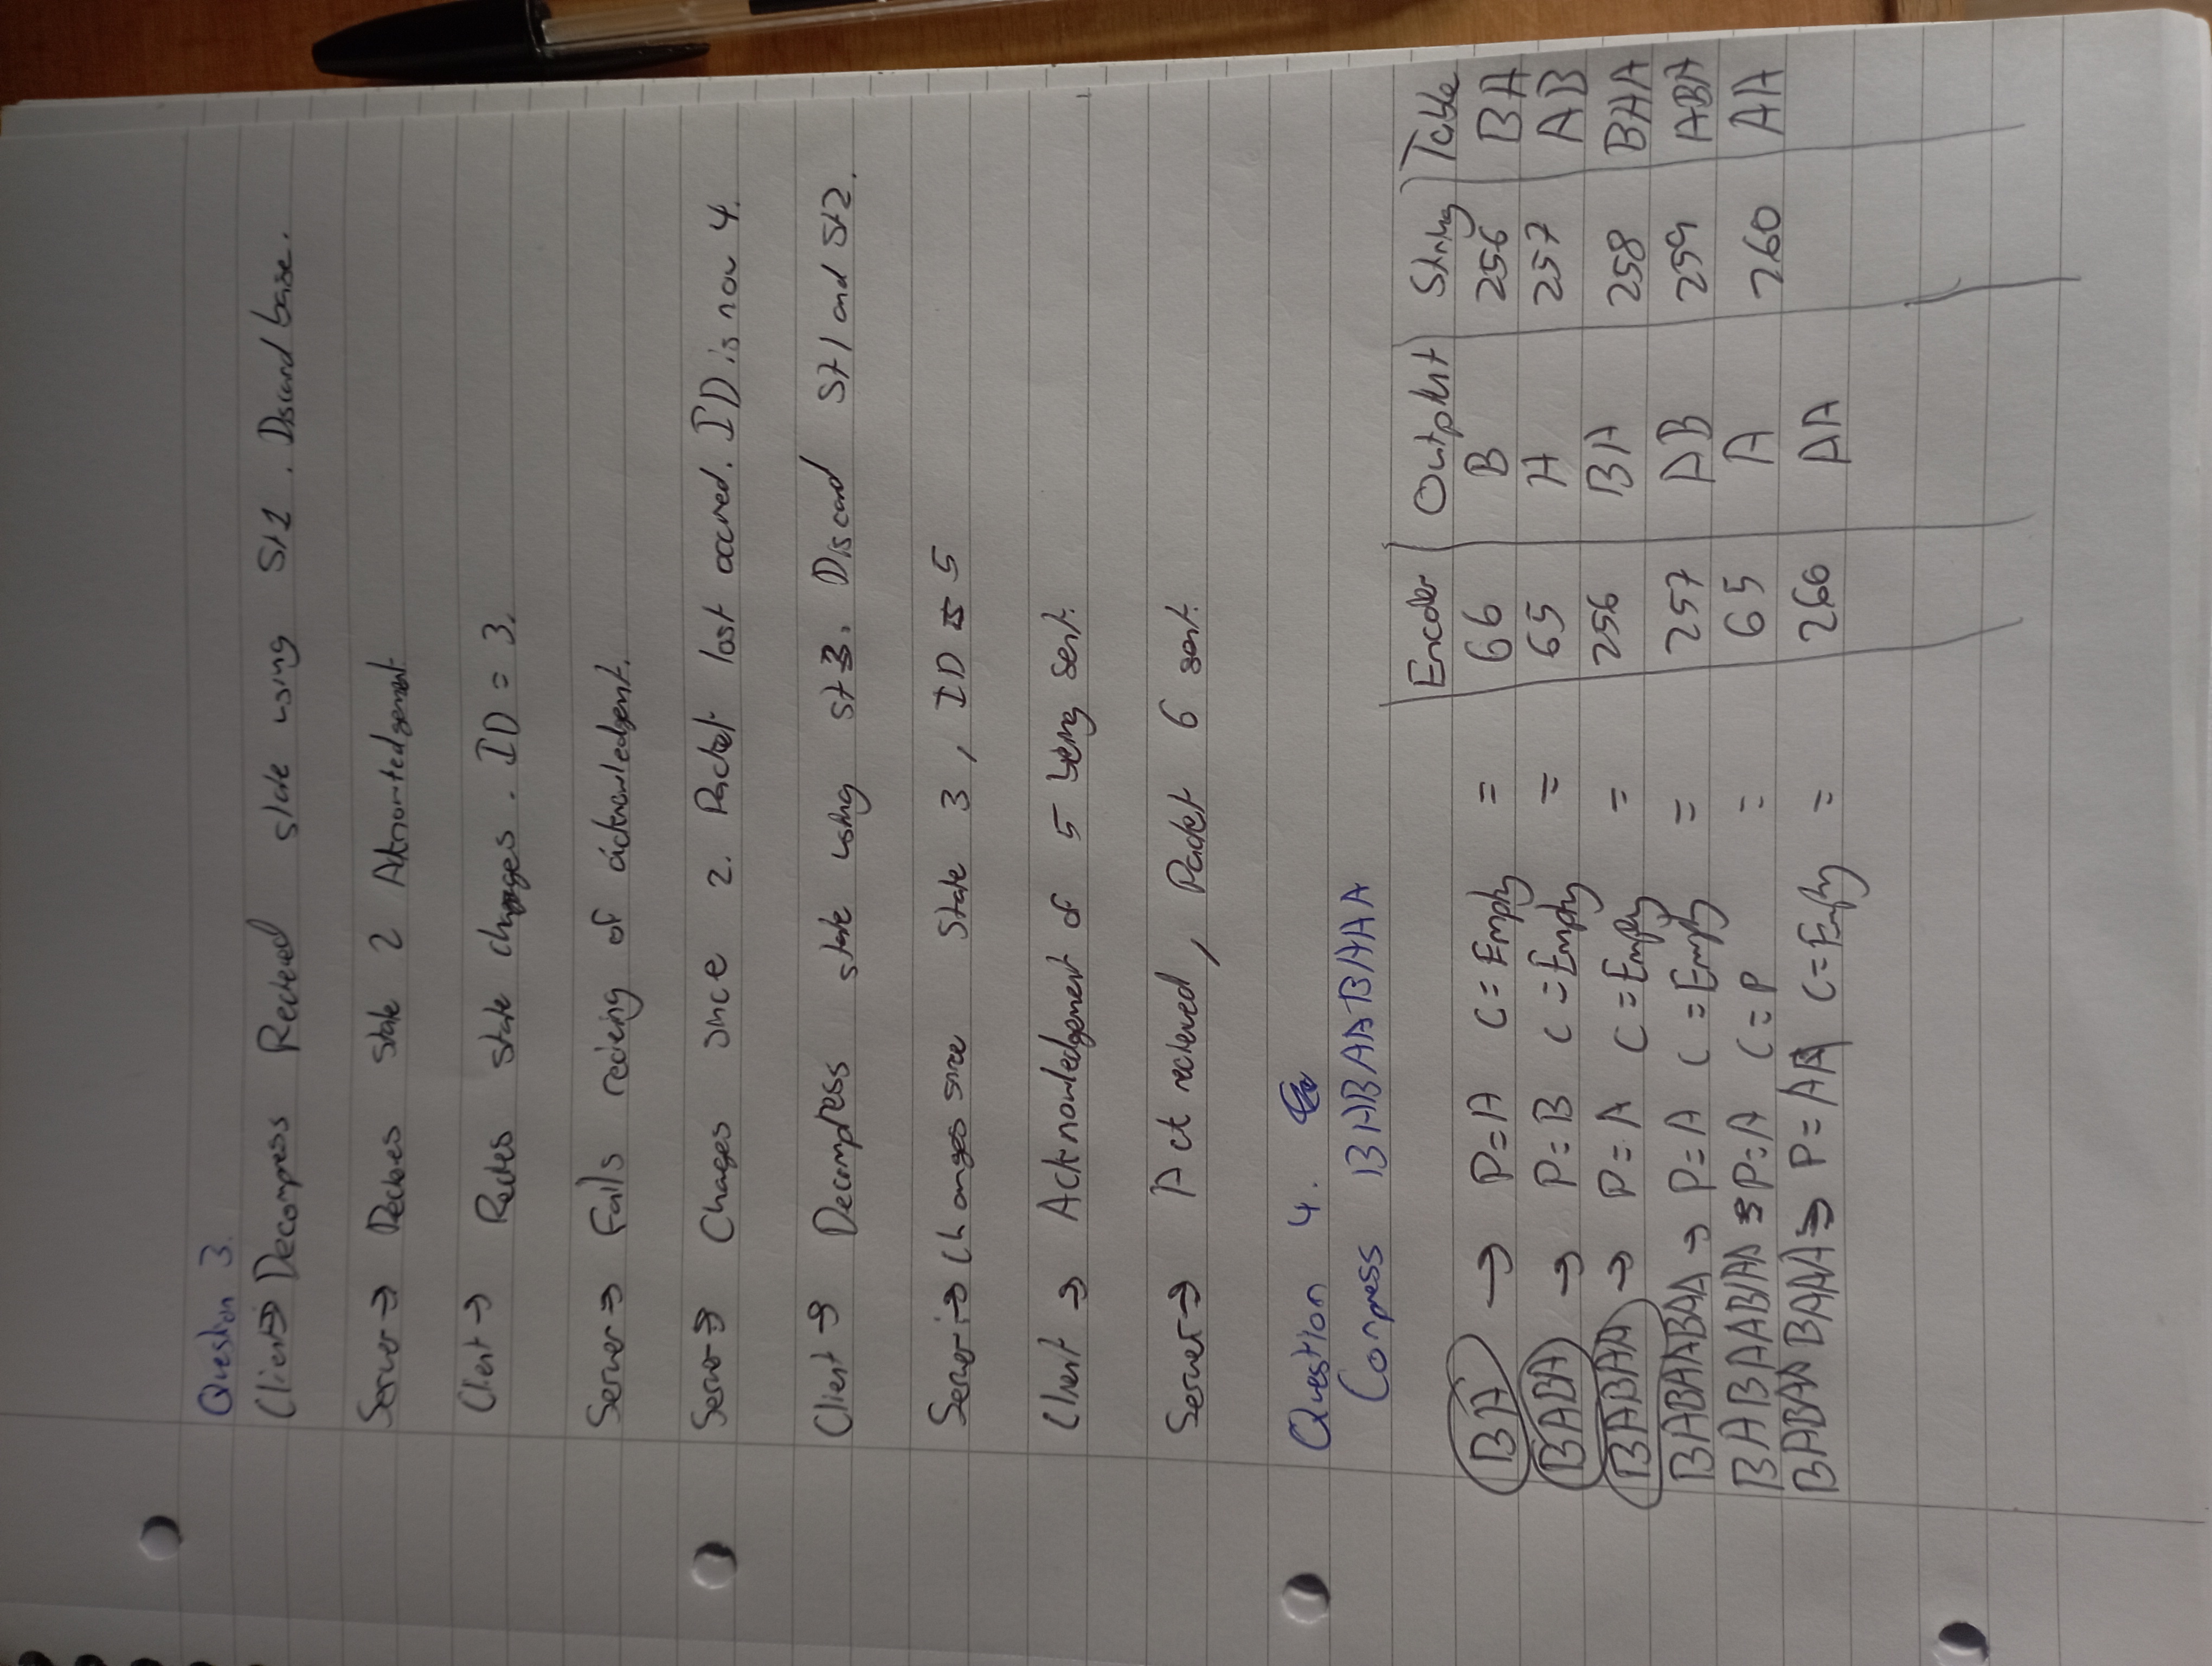 Question 3.
Client → Decompress Recieved state using St1. Discard base.
Server → Recieves state 2 Aknowledgement
Client → Recites state changes. ID = 3.
Server → Fails recieving of acknowledgent.
Server → Changes since 2. Packet lost occured. ID is now 4.
Client → Decompress state using st3. Discard St1 and St2.
Server → Changes since state 3, ID = 5
Client → Acknowledgement of 5 being sent.
Server → Act recieved, Packet 6 sent.
Question 4.
Compress BABAABAAA
Encoder Output String Table
BA → P=A C=Empty = 66 B 256 BA
BABA → P=B C=Empty = 65 A 257 AB
BABAA → P=A C=Empty = 256 BA 258 BAA
BABAABAA → P=A C=Empty = 257 AB 259 ABA
BABAABAA → P=A C=P = 65 A 260 AA
BABAABAAA → P=AA C=Empty = 260 AA